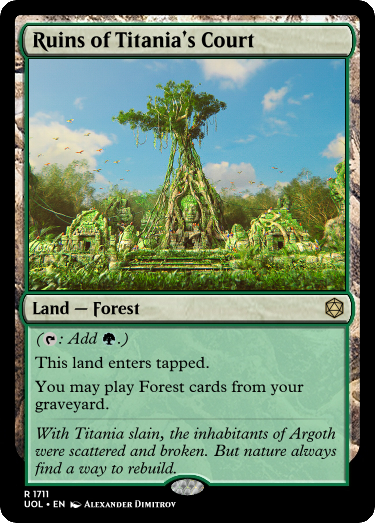 Ruins of Titania's Court
Land — Forest
(: Add .)
This land enters tapped.
You may play Forest cards from your
graveyard.
With Titania slain, the inhabitants of Argoth
were scattered and broken. But nature always
find a way to rebuild.
R 1711
UOL • EN Alexander Dimitrov